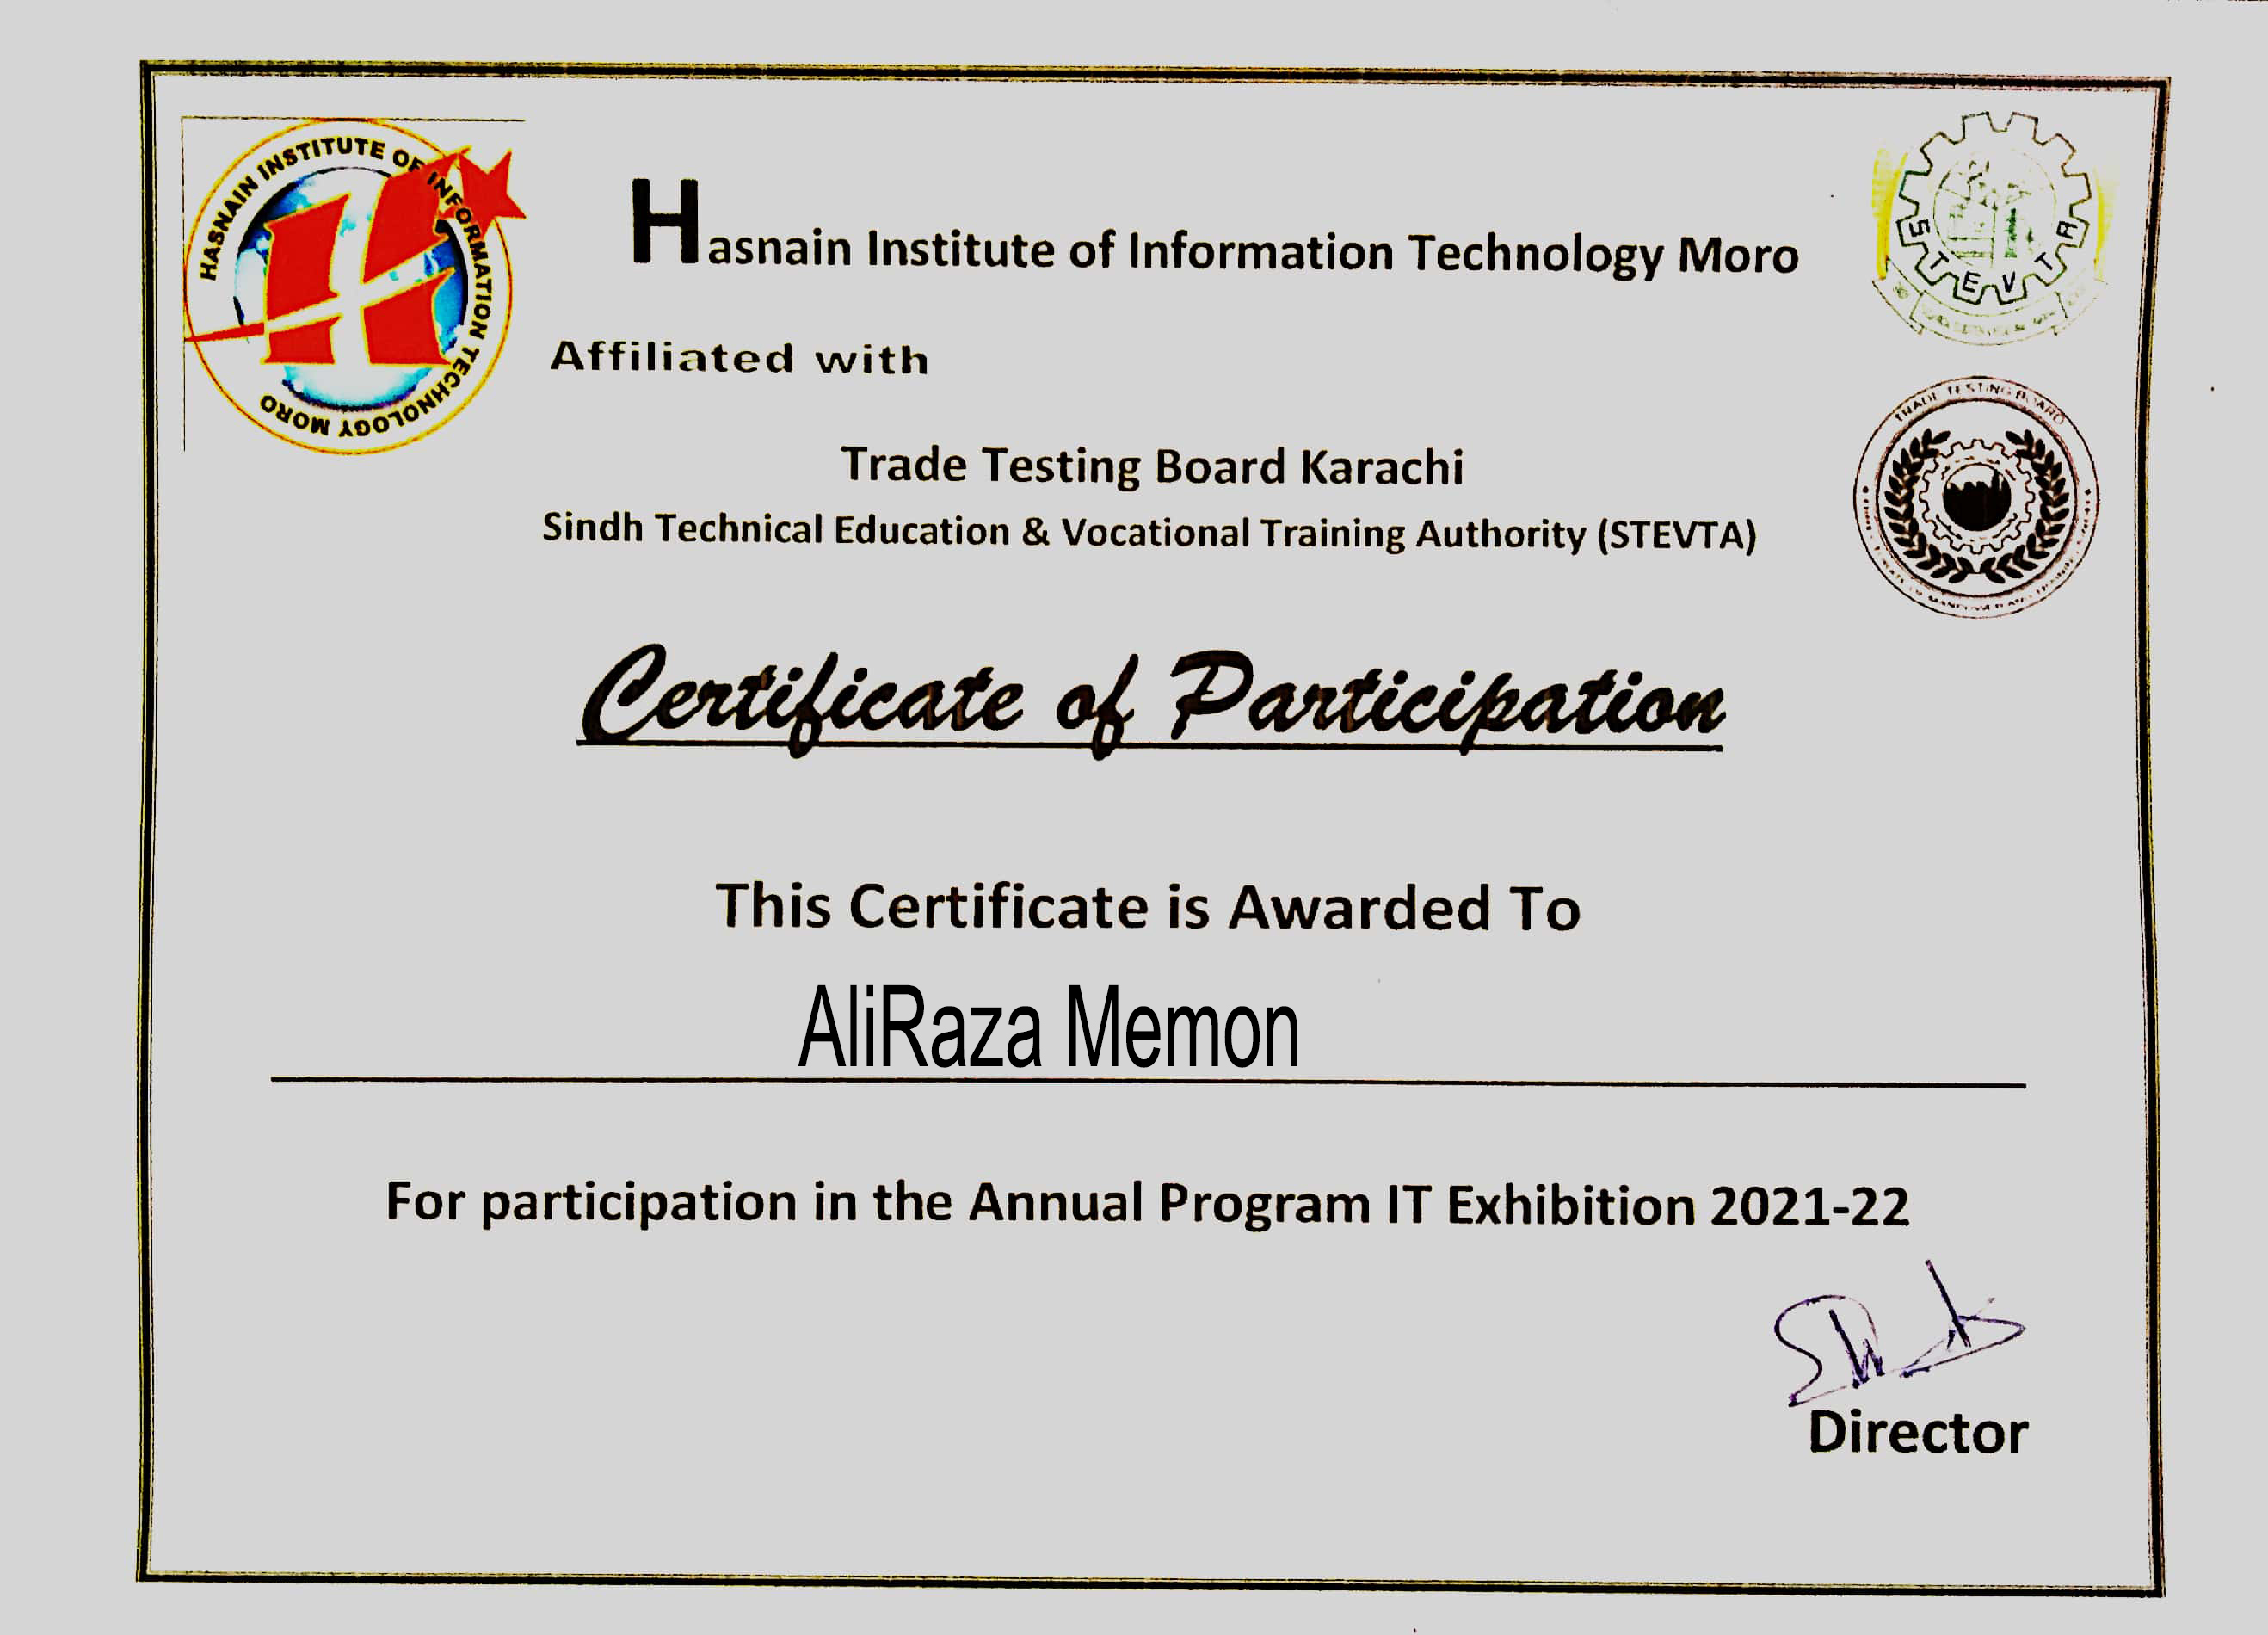 HASNAIN INSTITUTE OF INFORMATION TECHNOLOGY MORO
Hasnain Institute of Information Technology Moro
STEVTA
Affiliated with
TRADE TESTING BOARD
Trade Testing Board Karachi
Sindh Technical Education & Vocational Training Authority (STEVTA)
Certificate of Participation
This Certificate is Awarded To
AliRaza Memon
For participation in the Annual Program IT Exhibition 2021-22
Director